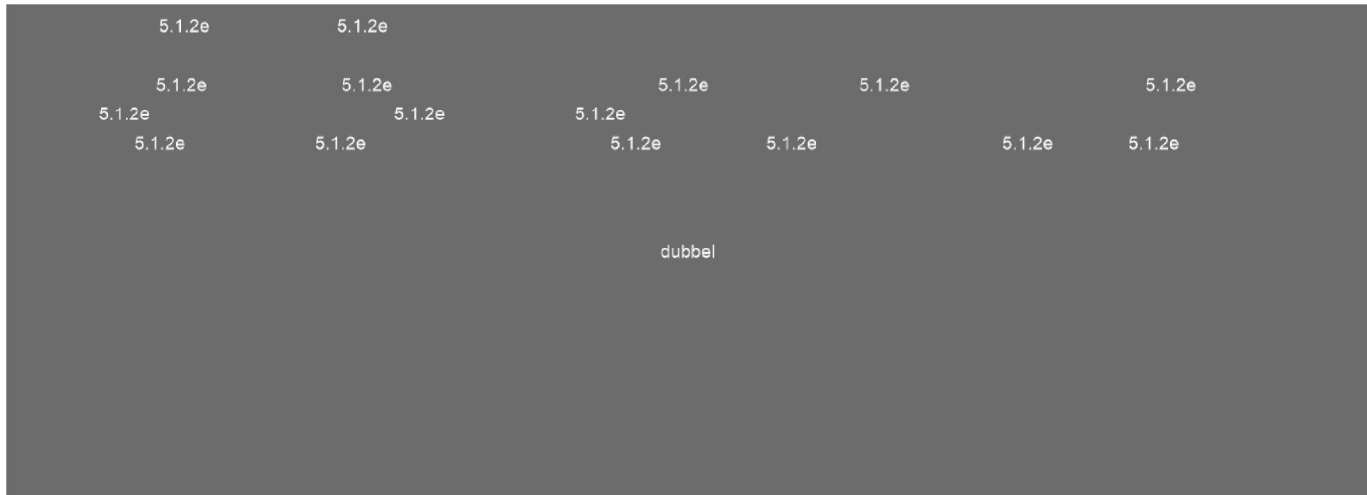 5.1.2e 5.1.2e
5.1.2e 5.1.2e 5.1.2e 5.1.2e 5.1.2e
5.1.2e 5.1.2e 5.1.2e
5.1.2e 5.1.2e 5.1.2e 5.1.2e 5.1.2e 5.1.2e
dubbel